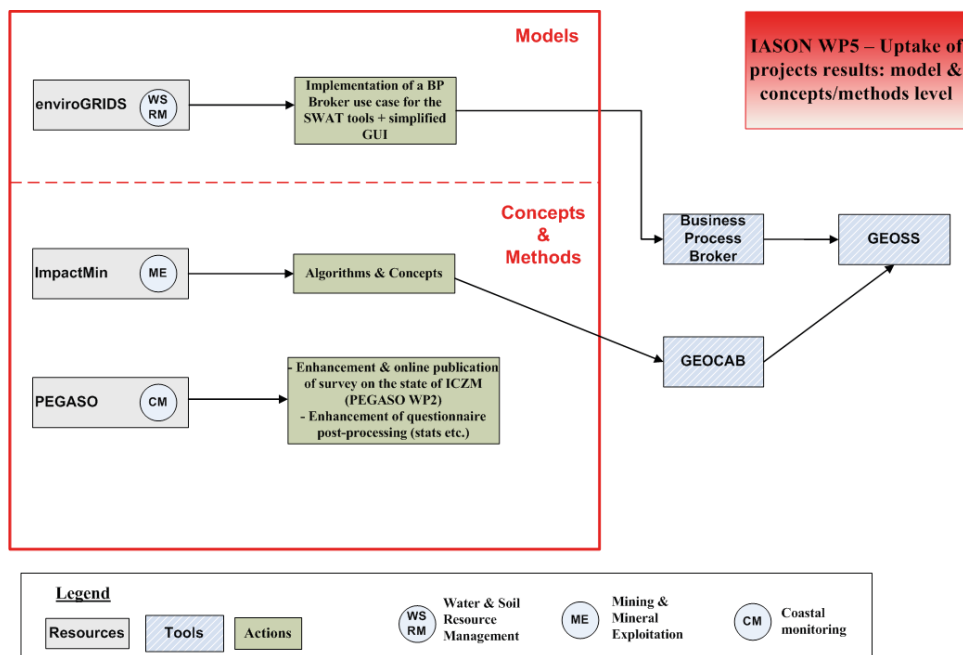 Models
IASON WP5 – Uptake of
projects results: model &
concepts/methods level
enviroGRIDS
WS
RM
Implementation of a BP
Broker use case for the
SWAT tools + simplified
GUI
Concepts
&
Methods
Business
Process
Broker
GEOSS
ImpactMin
ME
Algorithms & Concepts
GEOCAB
PEGASO
CM
- Enhancement & online publication
of survey on the state of ICZM
(PEGASO WP2)
- Enhancement of questionnaire
post-processing (stats etc.)
Legend
Resources
Tools
Actions
WS
RM
Water & Soil
Resource
Management
ME
Mining &
Mineral
Exploitation
CM
Coastal
monitoring